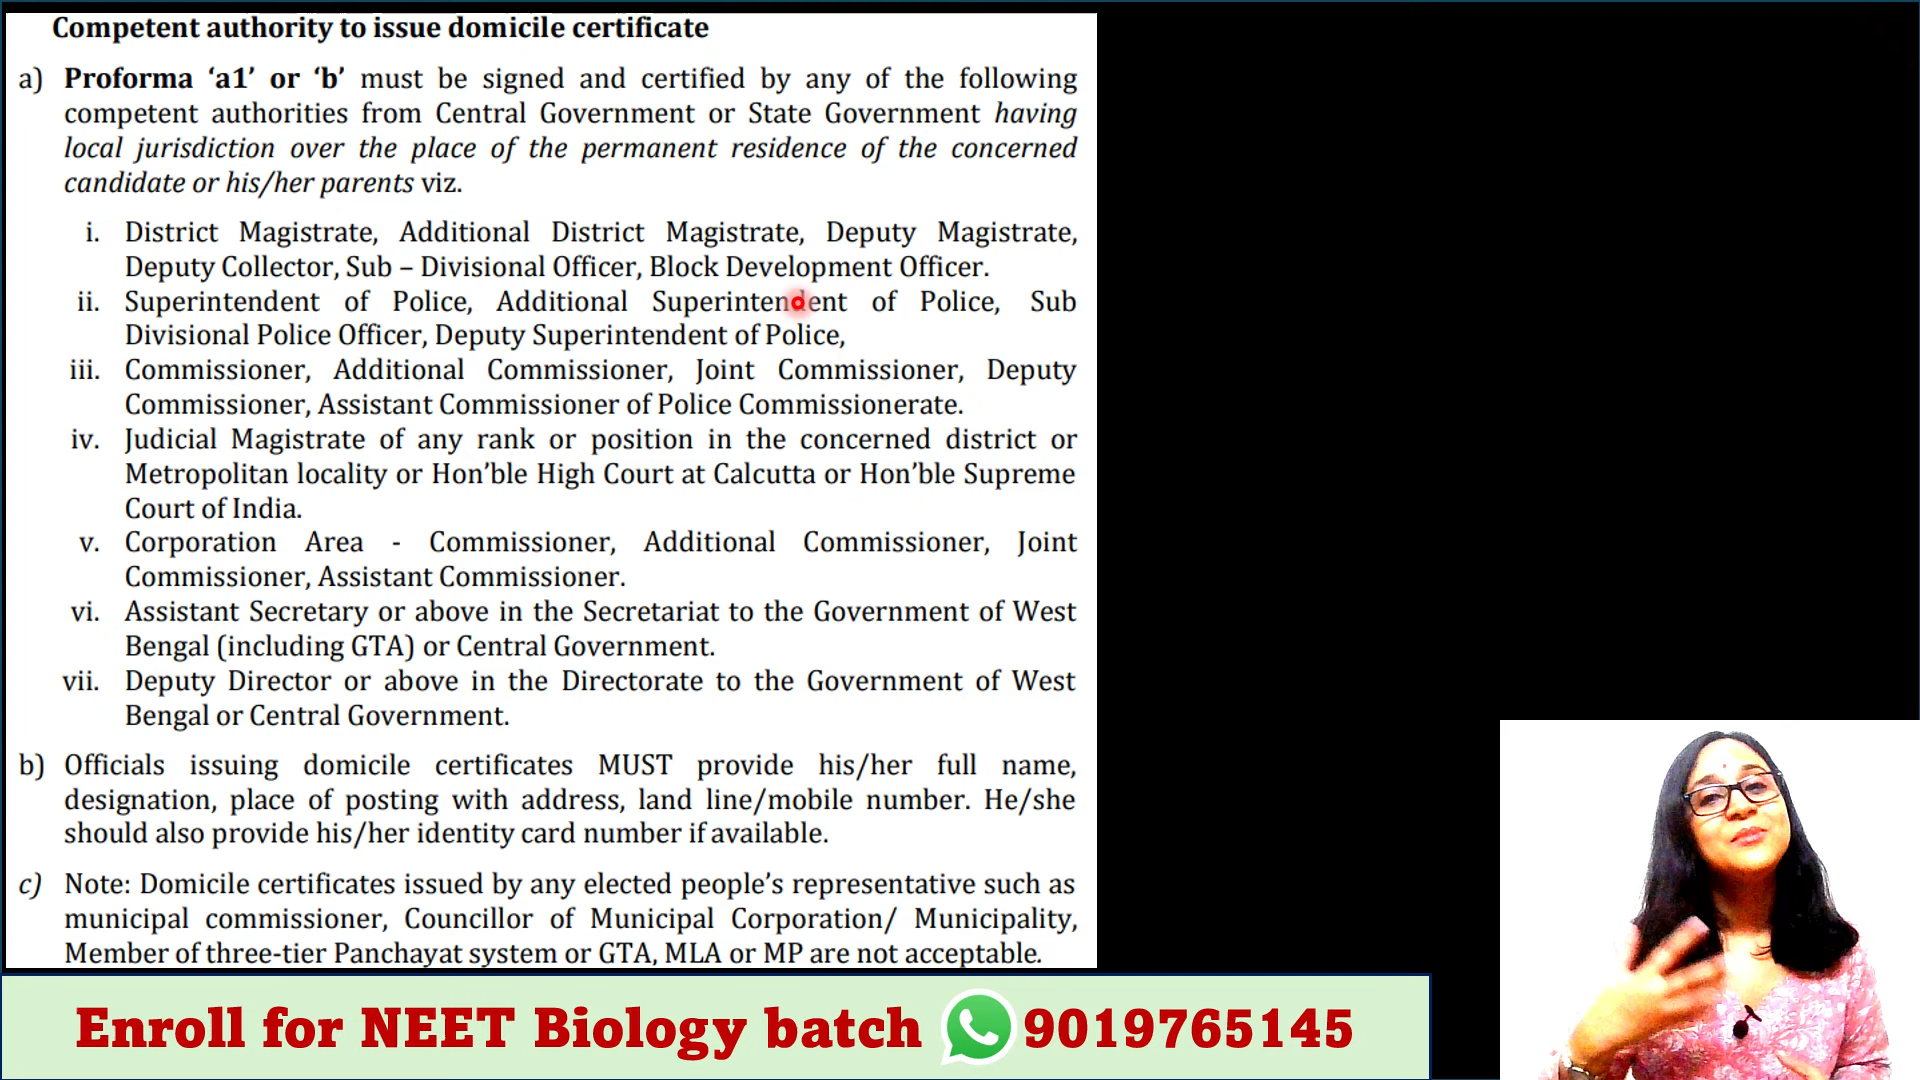 Competent authority to issue domicile certificate
a) Proforma ‘a1’ or ‘b’ must be signed and certified by any of the following
competent authorities from Central Government or State Government having
local jurisdiction over the place of the permanent residence of the concerned
candidate or his/her parents viz.
i. District Magistrate, Additional District Magistrate, Deputy Magistrate,
Deputy Collector, Sub – Divisional Officer, Block Development Officer.
ii. Superintendent of Police, Additional Superintendent of Police, Sub
Divisional Police Officer, Deputy Superintendent of Police,
iii. Commissioner, Additional Commissioner, Joint Commissioner, Deputy
Commissioner, Assistant Commissioner of Police Commissionerate.
iv. Judicial Magistrate of any rank or position in the concerned district or
Metropolitan locality or Hon’ble High Court at Calcutta or Hon’ble Supreme
Court of India.
v. Corporation Area - Commissioner, Additional Commissioner, Joint
Commissioner, Assistant Commissioner.
vi. Assistant Secretary or above in the Secretariat to the Government of West
Bengal (including GTA) or Central Government.
vii. Deputy Director or above in the Directorate to the Government of West
Bengal or Central Government.
b) Officials issuing domicile certificates MUST provide his/her full name,
designation, place of posting with address, land line/mobile number. He/she
should also provide his/her identity card number if available.
c) Note: Domicile certificates issued by any elected people’s representative such as
municipal commissioner, Councillor of Municipal Corporation/ Municipality,
Member of three-tier Panchayat system or GTA, MLA or MP are not acceptable.
Enroll for NEET Biology batch 9019765145